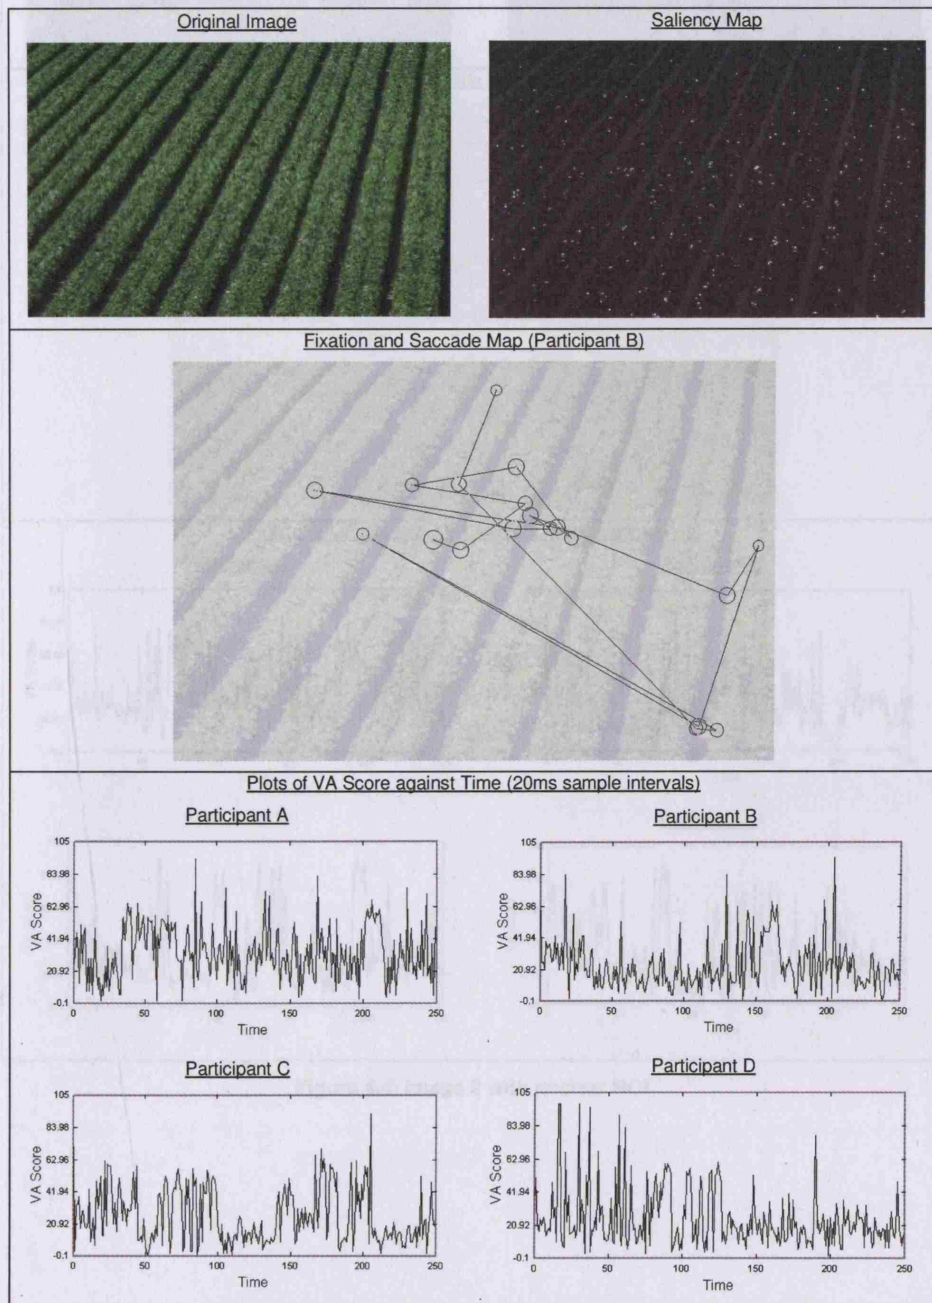 Original Image
Saliency Map
Fixation and Saccade Map (Participant B)
Plots of VA Score against Time (20ms sample intervals)
Participant A
105
83.98
62.96
41.94
20.92
-0.1
VA Score
0 50 100 150 200 250
Time
Participant B
105
83.98
62.96
41.94
20.92
-0.1
VA Score
0 50 100 150 200 250
Time
Participant C
105
83.98
62.96
41.94
20.92
-0.1
VA Score
0 50 100 150 200 250
Time
Participant D
105
83.98
62.96
41.94
20.92
-0.1
VA Score
0 50 100 150 200 250
Time